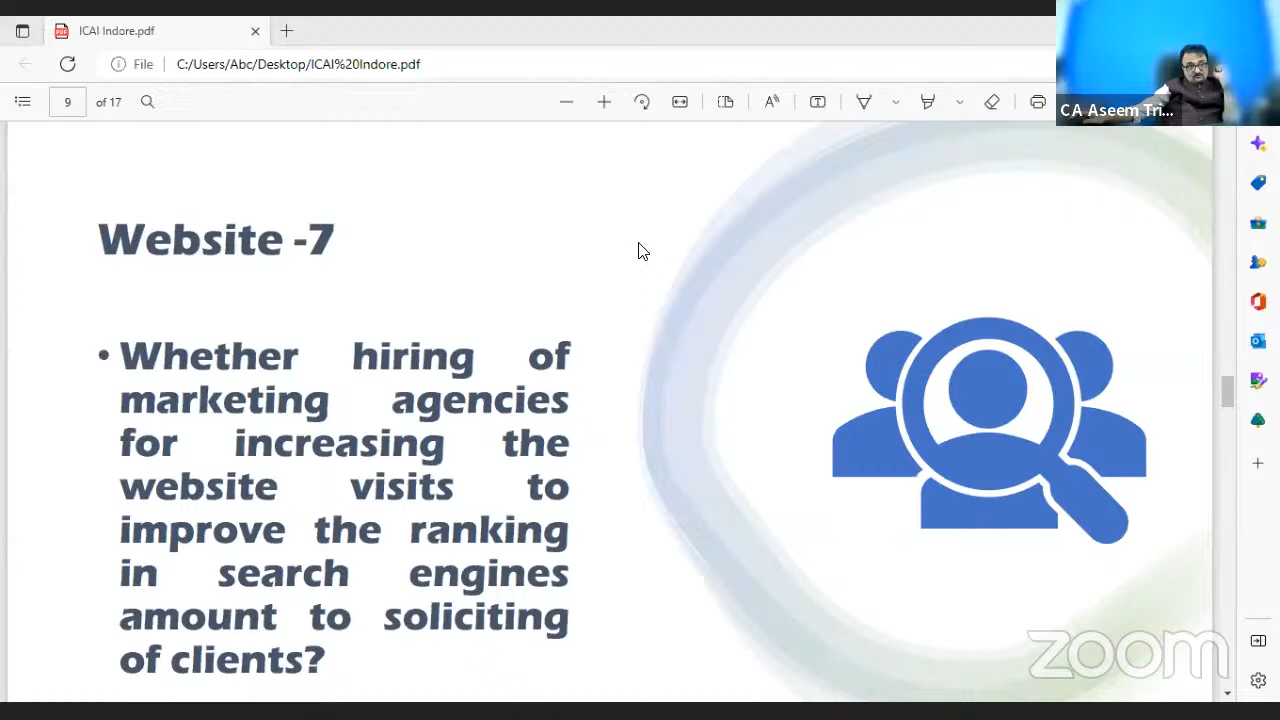 ICAI Indore.pdf
File
C:/Users/Abc/Desktop/ICAI%20Indore.pdf
9 of 17
CA Aseem Tri...
Website -7
• Whether hiring of
marketing agencies
for increasing the
website visits to
improve the ranking
in search engines
amount to soliciting
of clients?
zoom